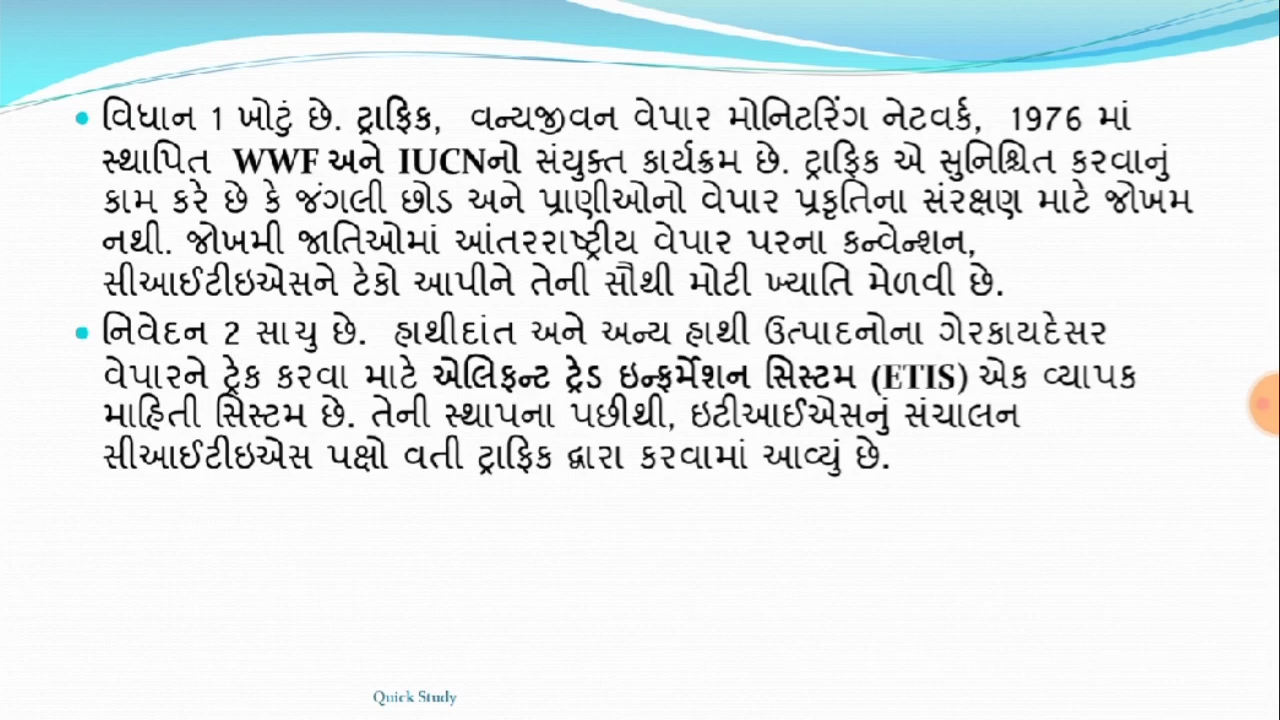 વિધાન 1 ખોટું છે. ટ્રાફિક, વન્યજીવન વેપાર મોનિટરિંગ નેટવર્ક, 1976 માં
સ્થાપિત WWF અને IUCNનો સંયુક્ત કાર્યક્રમ છે. ટ્રાફિક એ સુનિશ્ચિત કરવાનું
કામ કરે છે કે જંગલી છોડ અને પ્રાણીઓનો વેપાર પ્રકૃતિના સંરક્ષણ માટે જોખમ
નથી. જોખમી જાતિઓમાં આંતરરાષ્ટ્રીય વેપાર પરના કન્વેન્શન,
સીઆઈટીઇએસને ટેકો આપીને તેની સૌથી મોટી ખ્યાતિ મેળવી છે.
નિવેદન 2 સાચુ છે. હાથીદાંત અને અન્ય હાથી ઉત્પાદનોના ગેરકાયદેસર
વેપારને ટ્રેક કરવા માટે એલિફન્ટ ટ્રેડ ઇન્ફર્મેશન સિસ્ટમ (ETIS) એક વ્યાપક
માહિતી સિસ્ટમ છે. તેની સ્થાપના પછીથી, ઇટીઆઈએસનું સંચાલન
સીઆઈટીઇએસ પક્ષો વતી ટ્રાફિક દ્વારા કરવામાં આવ્યું છે.
Quick Study